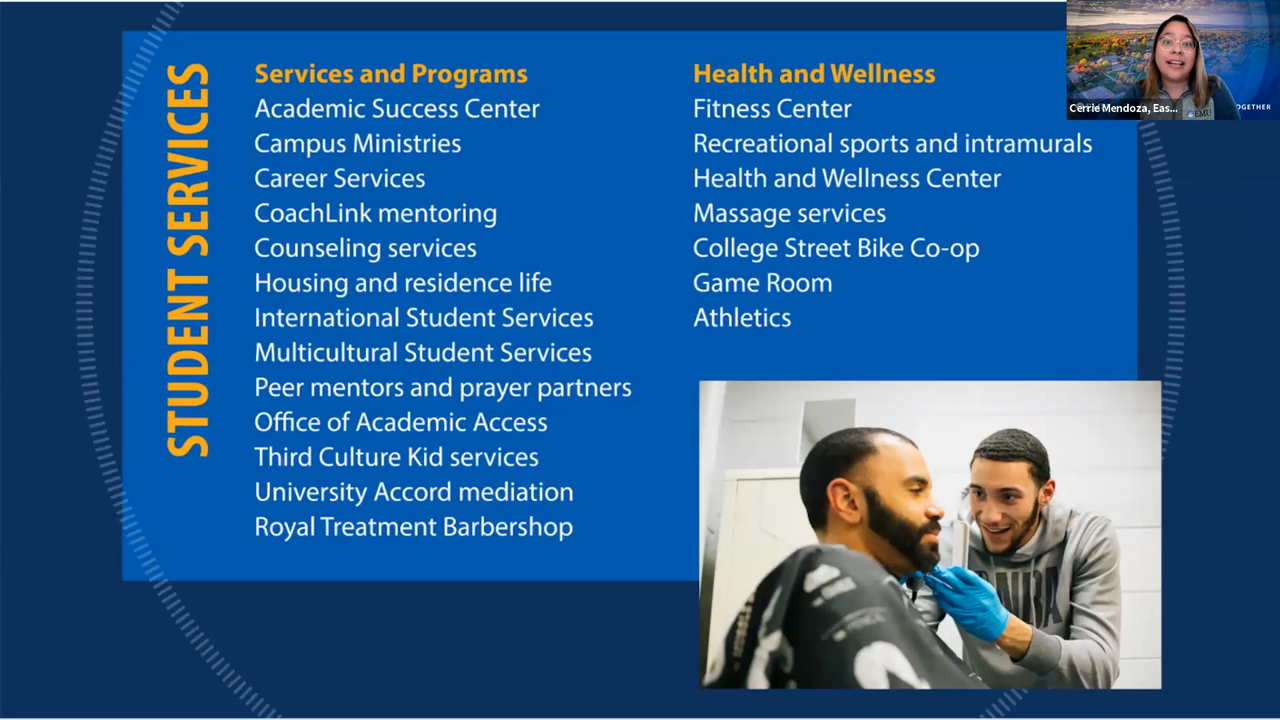 STUDENT SERVICES
Services and Programs
Academic Success Center
Campus Ministries
Career Services
CoachLink mentoring
Counseling services
Housing and residence life
International Student Services
Multicultural Student Services
Peer mentors and prayer partners
Office of Academic Access
Third Culture Kid services
University Accord mediation
Royal Treatment Barbershop
Health and Wellness
Fitness Center
Recreational sports and intramurals
Health and Wellness Center
Massage services
College Street Bike Co-op
Game Room
Athletics
Cerrie Mendoza, Eas...
EMU
OGETHER